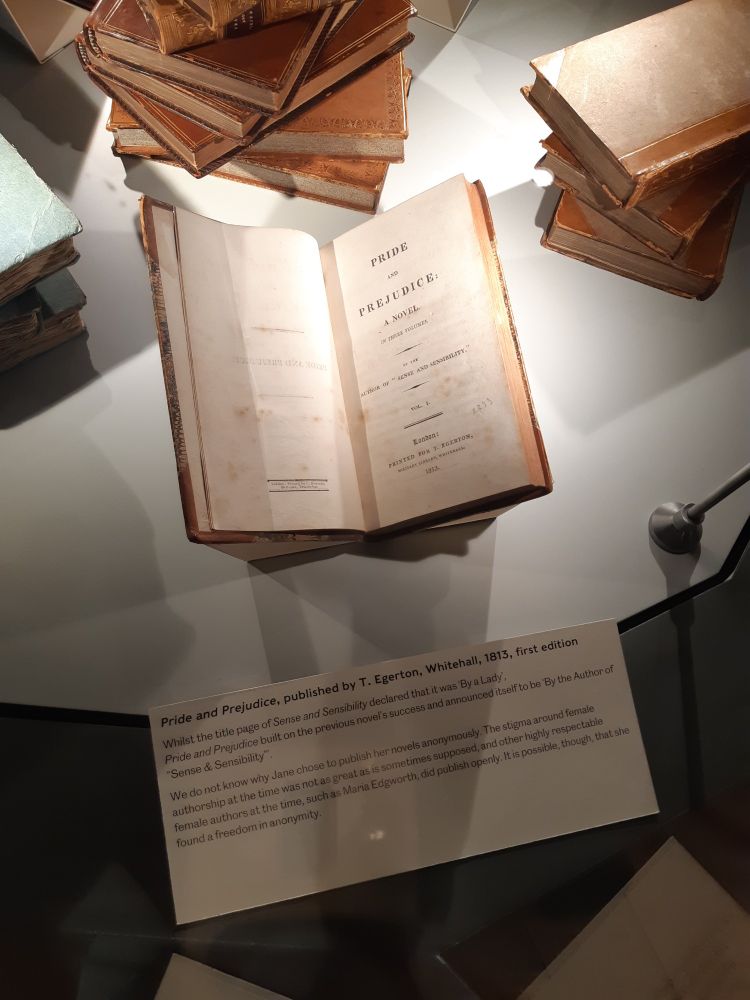 PRIDE
AND
PREJUDICE:
A NOVEL.
IN THREE VOLUMES.
BY THE
AUTHOR OF "SENSE AND SENSIBILITY."
VOL. I.
London:
PRINTED FOR T. EGERTON,
MILITARY LIBRARY, WHITEHALL.
1813.
Pride and Prejudice, published by T. Egerton, Whitehall, 1813, first edition
Whilst the title page of Sense and Sensibility declared that it was 'By a Lady',
Pride and Prejudice built on the previous novel's success and announced itself to be 'By the Author of
"Sense & Sensibility"'.
We do not know why Jane chose to publish her novels anonymously. The stigma around female
authorship at the time was not as great as is sometimes supposed, and other highly respectable
female authors at the time, such as Maria Edgworth, did publish openly. It is possible, though, that she
found a freedom in anonymity.